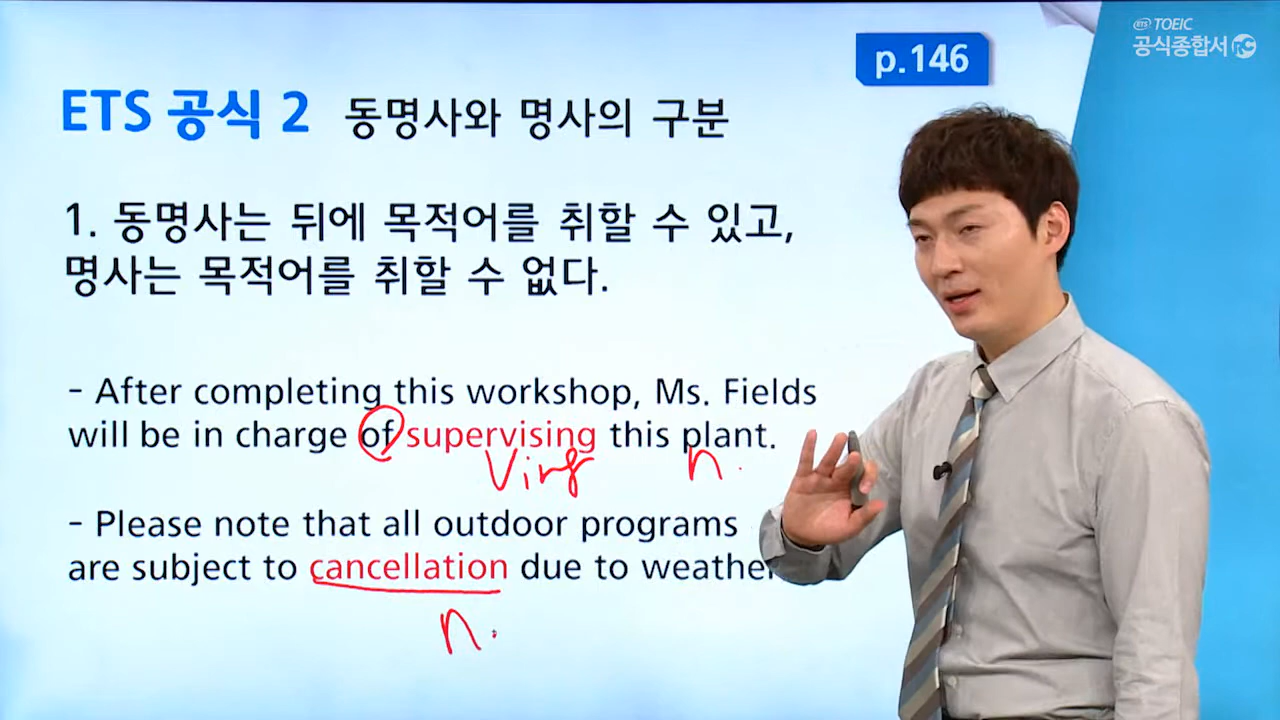 ETS TOEIC
공식종합서 RC
p.146
ETS 공식 2 동명사와 명사의 구분
1. 동명사는 뒤에 목적어를 취할 수 있고,
명사는 목적어를 취할 수 없다.
- After completing this workshop, Ms. Fields
will be in charge of supervising this plant.
Ving n.
- Please note that all outdoor programs
are subject to cancellation due to weather
n.